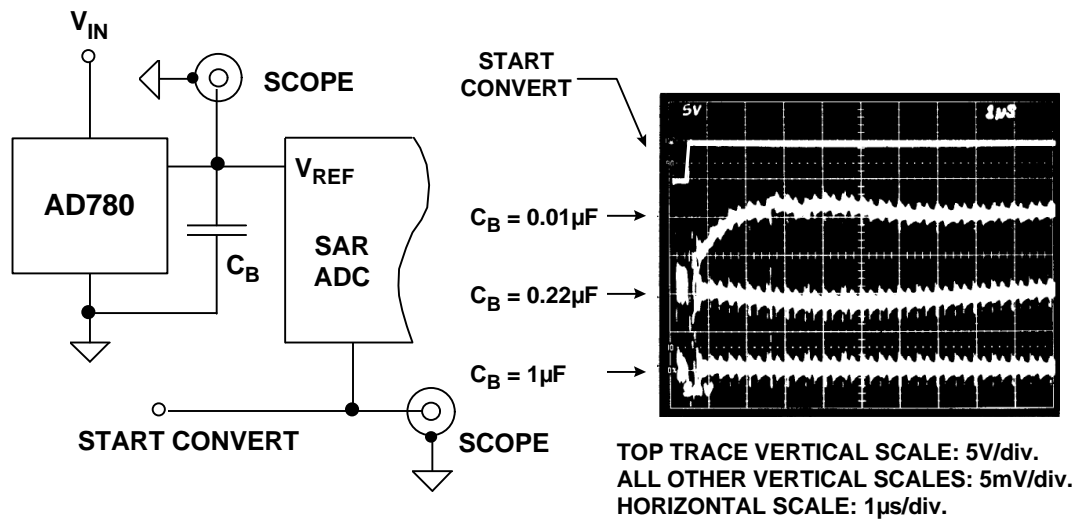 V_IN
SCOPE
AD780
V_REF
SAR
ADC
C_B
START CONVERT
SCOPE
START
CONVERT
5V
1µS
C_B = 0.01µF
C_B = 0.22µF
C_B = 1µF
TOP TRACE VERTICAL SCALE: 5V/div.
ALL OTHER VERTICAL SCALES: 5mV/div.
HORIZONTAL SCALE: 1µs/div.